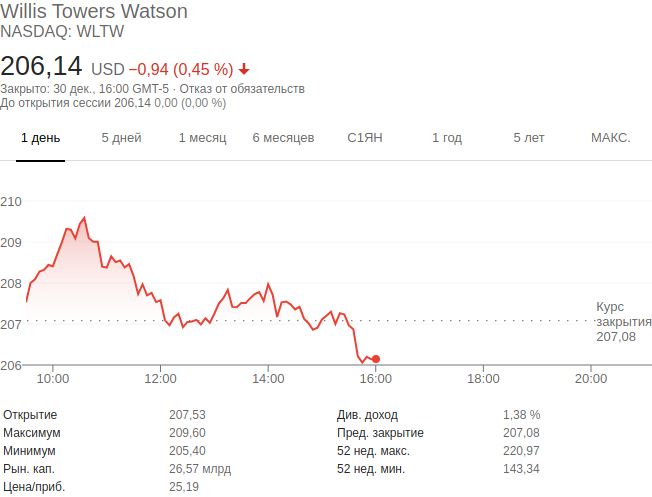 Willis Towers Watson
NASDAQ: WLTW
206,14 USD −0,94 (0,45 %)
Закрыто: 30 дек., 16:00 GMT-5 · Отказ от обязательств
До открытия сессии 206,14 0,00 (0,00 %)
1 день 5 дней 1 месяц 6 месяцев С1ЯН 1 год 5 лет МАКС.
210
209
208
207
206
Курс
закрытия
207,08
10:00 12:00 14:00 16:00 18:00 20:00
Открытие 207,53 Див. доход 1,38 %
Максимум 209,60 Пред. закрытие 207,08
Минимум 205,40 52 нед. макс. 220,97
Рын. кап. 26,57 млрд 52 нед. мин. 143,34
Цена/приб. 25,19